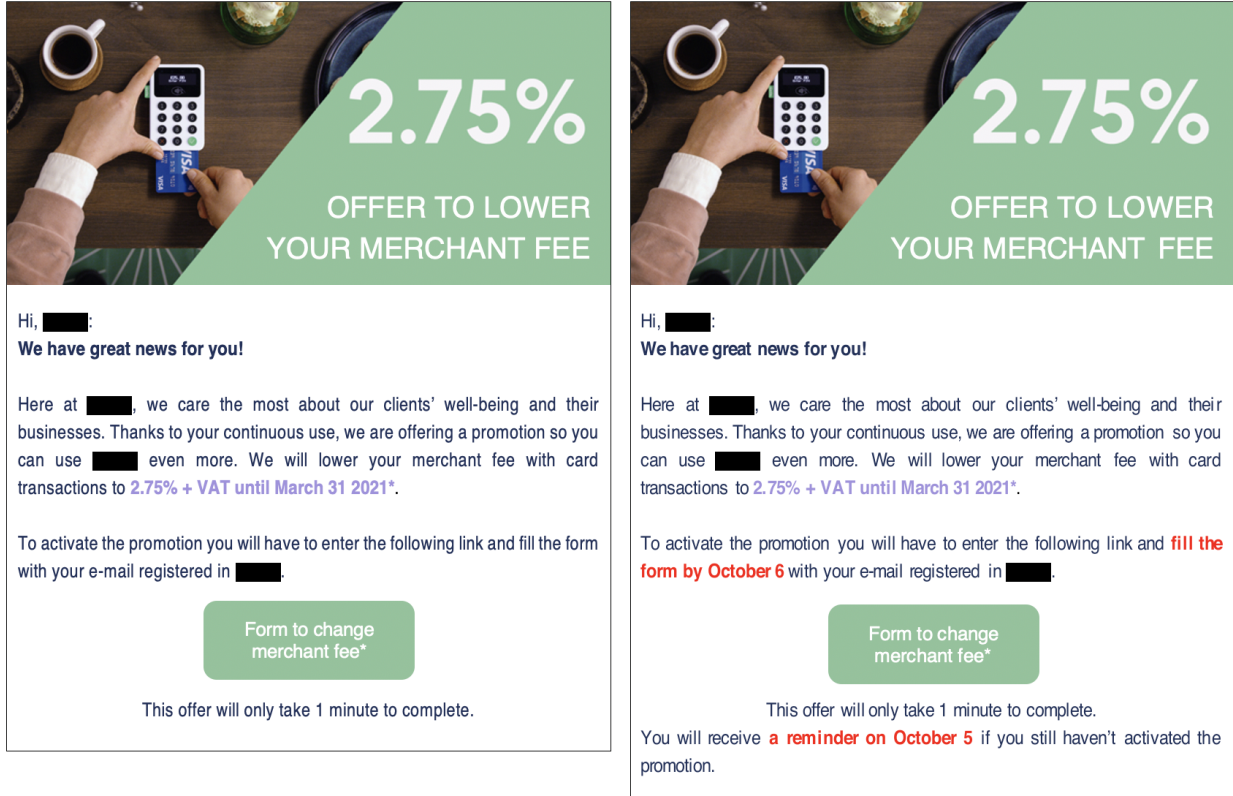 2.75%
OFFER TO LOWER
YOUR MERCHANT FEE
Hi, :
We have great news for you!
Here at , we care the most about our clients' well-being and their
businesses. Thanks to your continuous use, we are offering a promotion so you
can use even more. We will lower your merchant fee with card
transactions to 2.75% + VAT until March 31 2021*.
To activate the promotion you will have to enter the following link and fill the form
with your e-mail registered in .
Form to change
merchant fee*
This offer will only take 1 minute to complete.
VISA
VISA
2.75%
OFFER TO LOWER
YOUR MERCHANT FEE
Hi, :
We have great news for you!
Here at , we care the most about our clients' well-being and their
businesses. Thanks to your continuous use, we are offering a promotion so you
can use even more. We will lower your merchant fee with card
transactions to 2.75% + VAT until March 31 2021*.
To activate the promotion you will have to enter the following link and fill the
form by October 6 with your e-mail registered in .
Form to change
merchant fee*
This offer will only take 1 minute to complete.
You will receive a reminder on October 5 if you still haven't activated the
promotion.
VISA
VISA